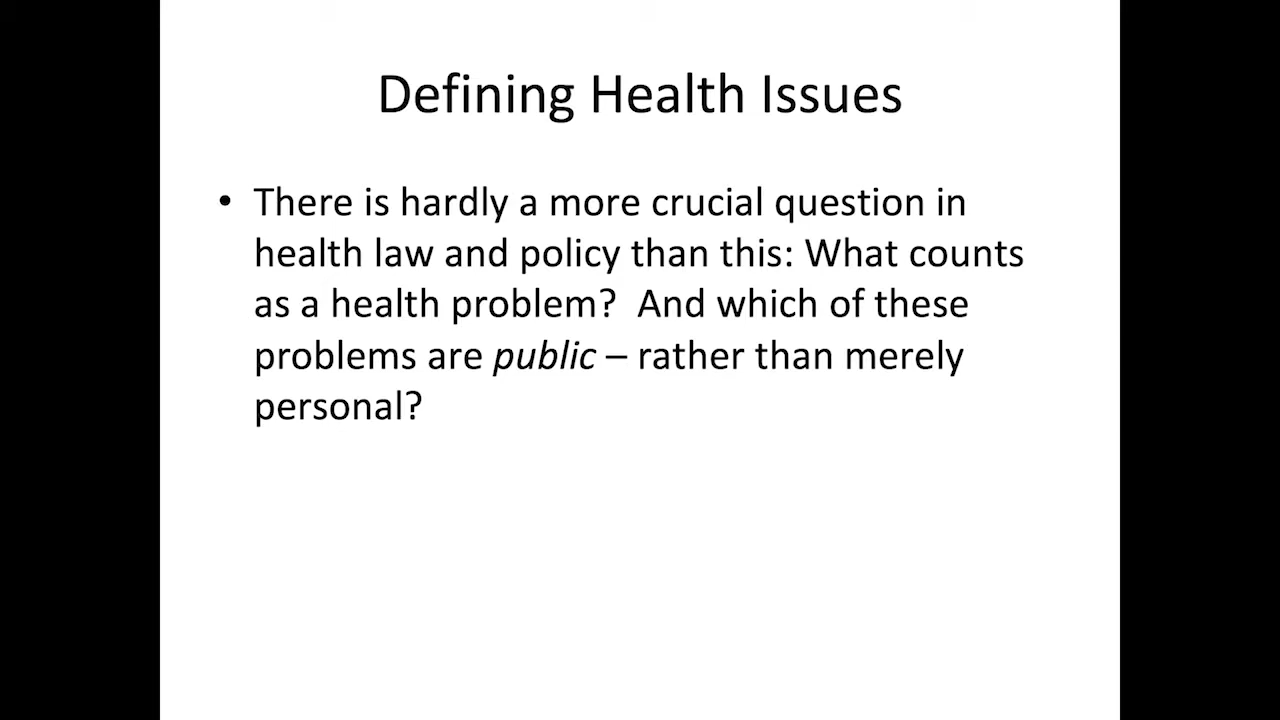 Defining Health Issues
• There is hardly a more crucial question in
health law and policy than this: What counts
as a health problem?  And which of these
problems are public – rather than merely
personal?